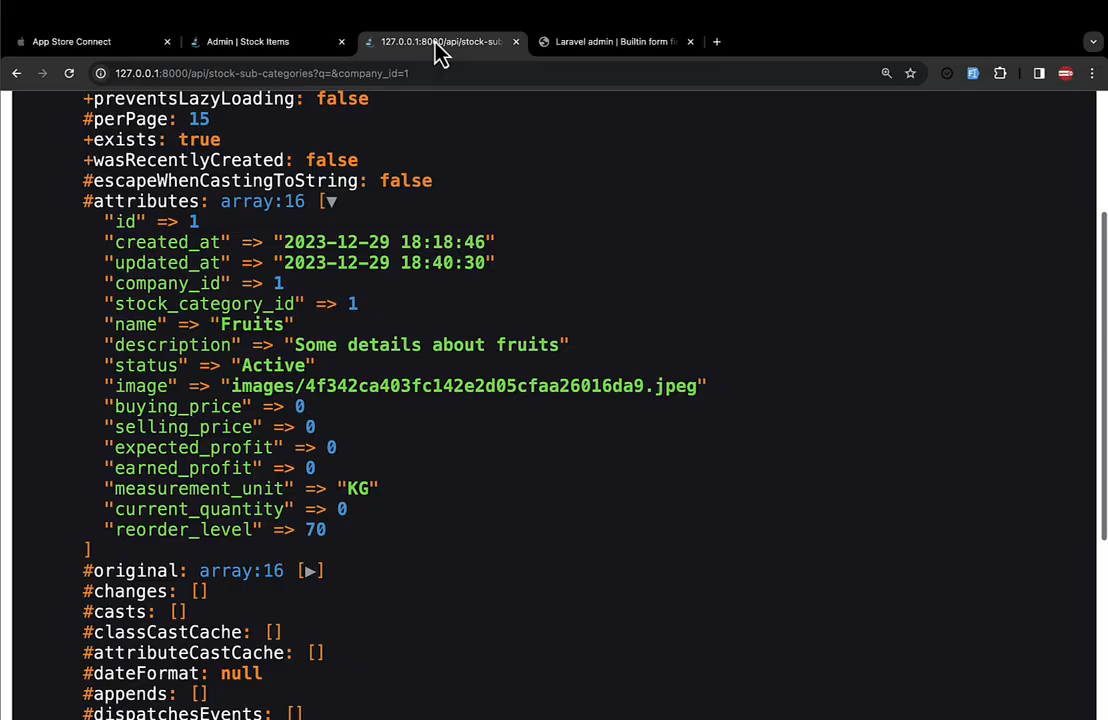 App Store Connect
Admin | Stock Items
127.0.0.1:8000/api/stock-sub
Laravel admin | Builtin form fi
127.0.0.1:8000/api/stock-sub-categories?q=&company_id=1
+preventsLazyLoading: false
#perPage: 15
+exists: true
+wasRecentlyCreated: false
#escapeWhenCastingToString: false
#attributes: array:16 [▼
"id" => 1
"created_at" => "2023-12-29 18:18:46"
"updated_at" => "2023-12-29 18:40:30"
"company_id" => 1
"stock_category_id" => 1
"name" => "Fruits"
"description" => "Some details about fruits"
"status" => "Active"
"image" => "images/4f342ca403fc142e2d05cfaa26016da9.jpeg"
"buying_price" => 0
"selling_price" => 0
"expected_profit" => 0
"earned_profit" => 0
"measurement_unit" => "KG"
"current_quantity" => 0
"reorder_level" => 70
]
#original: array:16 [▶]
#changes: []
#casts: []
#classCastCache: []
#attributeCastCache: []
#dateFormat: null
#appends: []
#dispatchesEvents: []